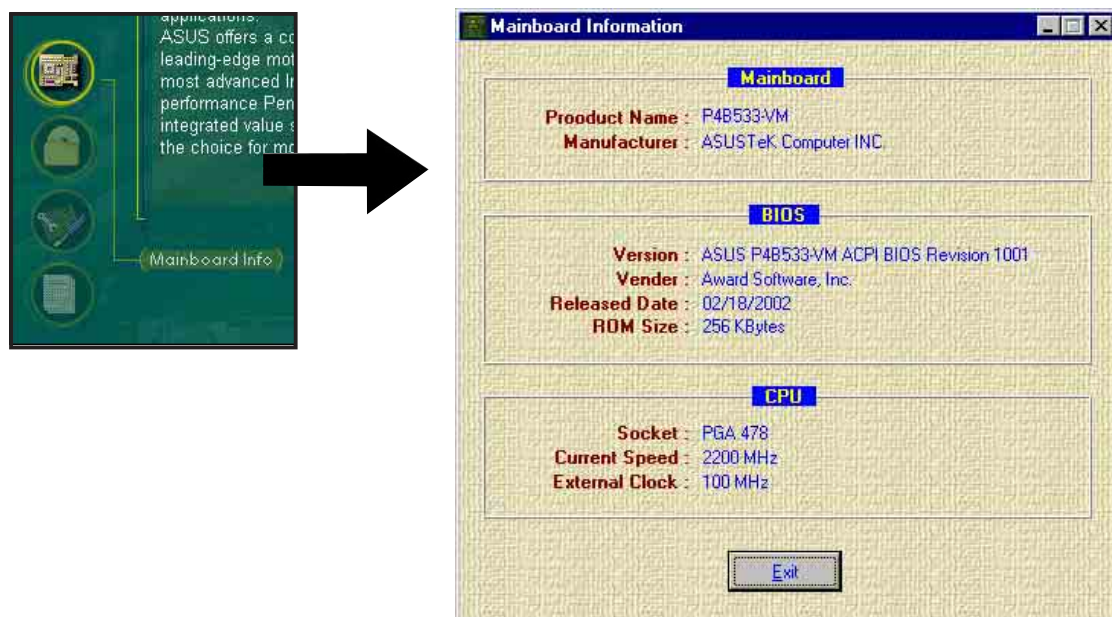 applications.
ASUS offers a co
leading-edge mot
most advanced In
performance Pen
integrated value s
the choice for mo
Mainboard Info
Mainboard Information
Mainboard
Prooduct Name : P4B533-VM
Manufacturer : ASUSTeK Computer INC.
BIOS
Version : ASUS P4B533-VM ACPI BIOS Revision 1001
Vender : Award Software, Inc.
Released Date : 02/18/2002
ROM Size : 256 KBytes
CPU
Socket : PGA 478
Current Speed : 2200 MHz
External Clock : 100 MHz
Exit